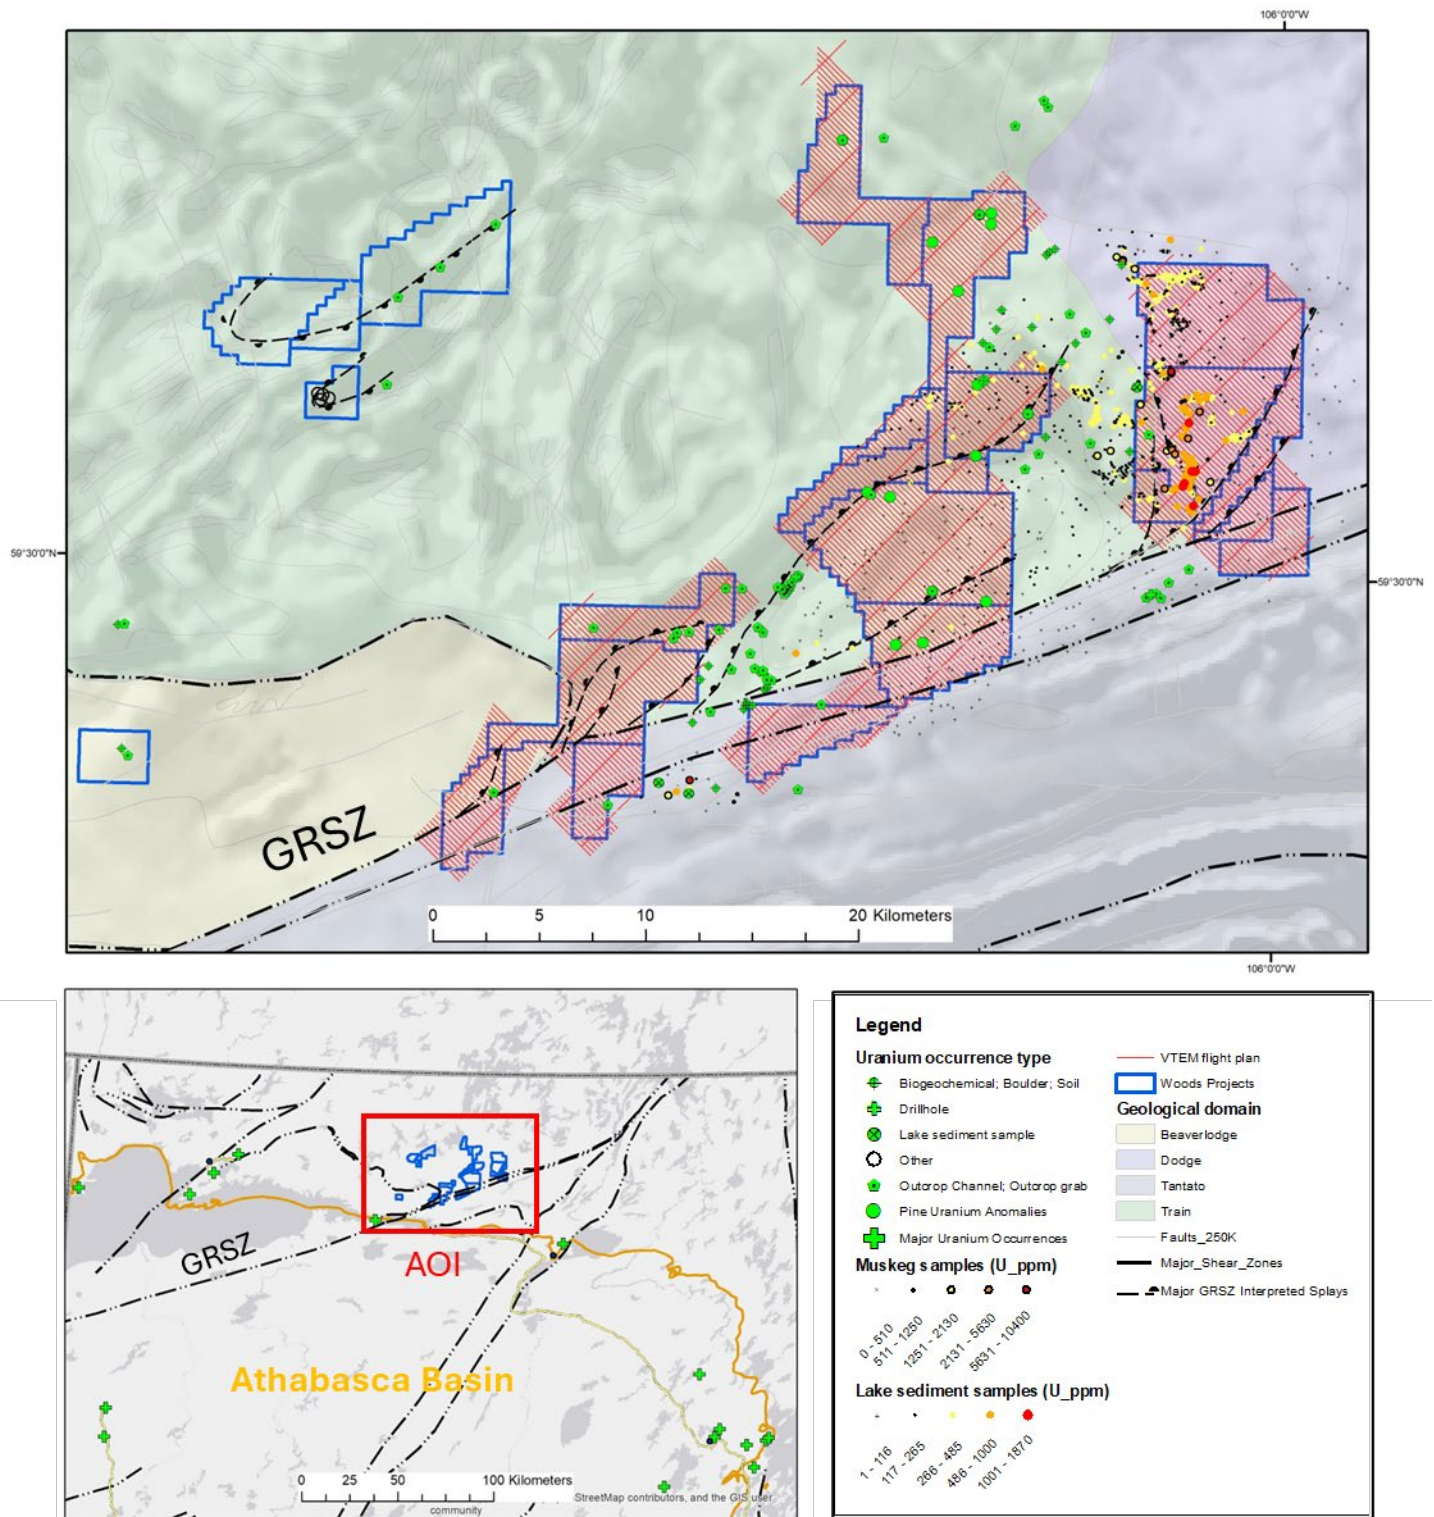 106°0'0"W
59°30'0"N
59°30'0"N
GRSZ
0 5 10 20 Kilometers
106°0'0"W
GRSZ
AOI
Athabasca Basin
0 25 50 100 Kilometers
StreetMap contributors, and the GIS user
community
Legend
Uranium occurrence type
Biogeochemical; Boulder; Soil
Drillhole
Lake sediment sample
Other
Outcrop Channel; Outcrop grab
Pine Uranium Anomalies
Major Uranium Occurrences
Muskeg samples (U_ppm)
0 - 510
511 - 1250
1251 - 2130
2131 - 5630
5631 - 10400
Lake sediment samples (U_ppm)
1 - 116
117 - 265
266 - 485
486 - 1000
1001 - 1870
VTEM flight plan
Woods Projects
Geological domain
Beaverlodge
Dodge
Tantato
Train
Faults_250K
Major_Shear_Zones
Major GRSZ Interpreted Splays